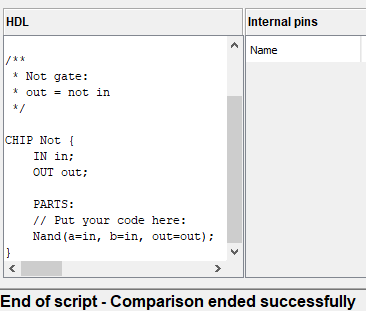 HDL
Internal pins
Name
/**
 * Not gate:
 * out = not in
 */
CHIP Not {
    IN in;
    OUT out;
    PARTS:
    // Put your code here:
    Nand(a=in, b=in, out=out);
}
End of script - Comparison ended successfully